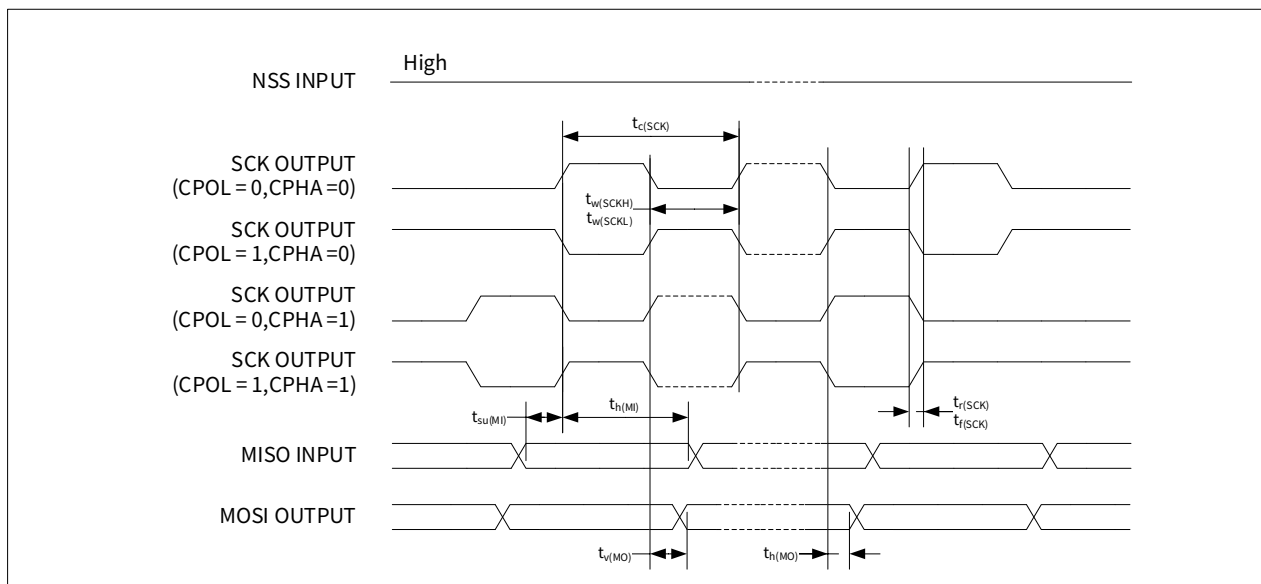 High
NSS INPUT
tc(SCK)
SCK OUTPUT
(CPOL = 0,CPHA =0)
tw(SCKH)
tw(SCKL)
SCK OUTPUT
(CPOL = 1,CPHA =0)
SCK OUTPUT
(CPOL = 0,CPHA =1)
SCK OUTPUT
(CPOL = 1,CPHA =1)
tsu(MI)
th(MI)
tr(SCK)
tf(SCK)
MISO INPUT
MOSI OUTPUT
tv(MO)
th(MO)